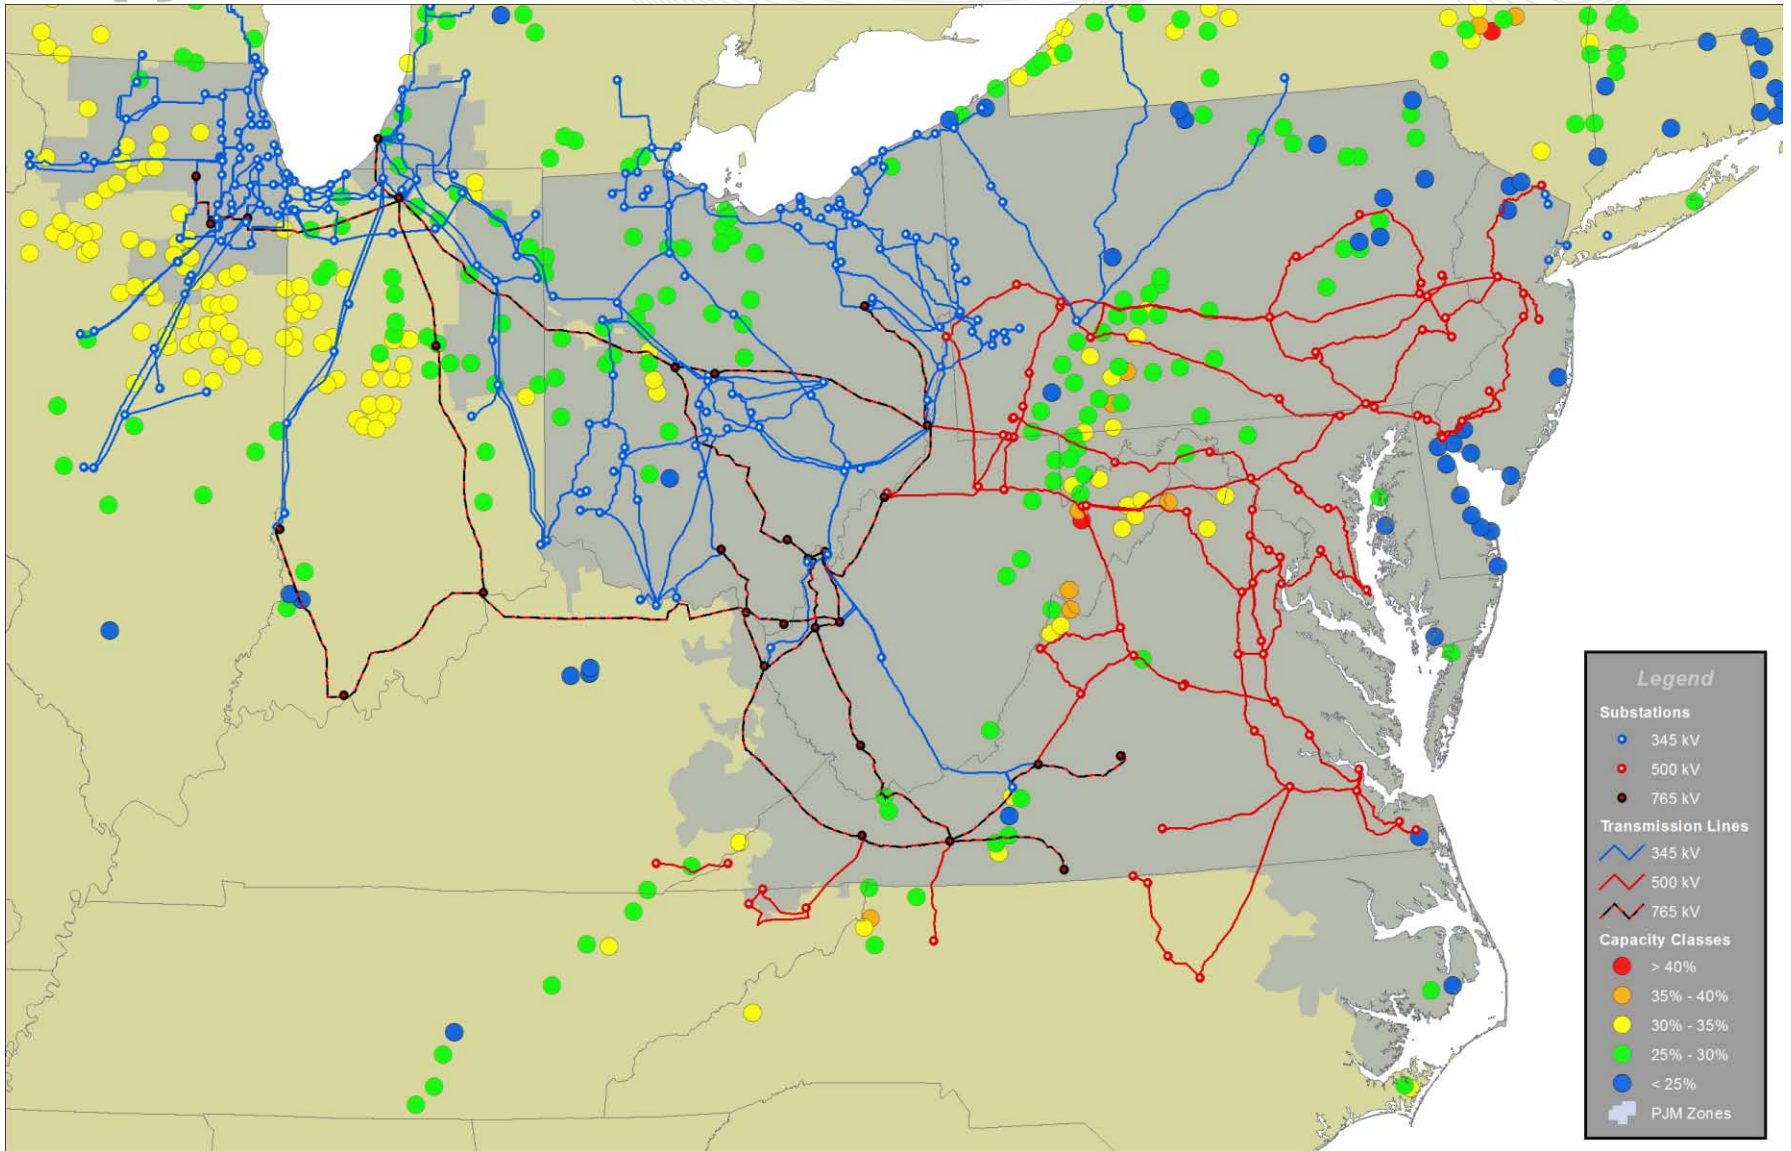 Legend
Substations
345 kV
500 kV
765 kV
Transmission Lines
345 kV
500 kV
765 kV
Capacity Classes
> 40%
35% - 40%
30% - 35%
25% - 30%
< 25%
PJM Zones